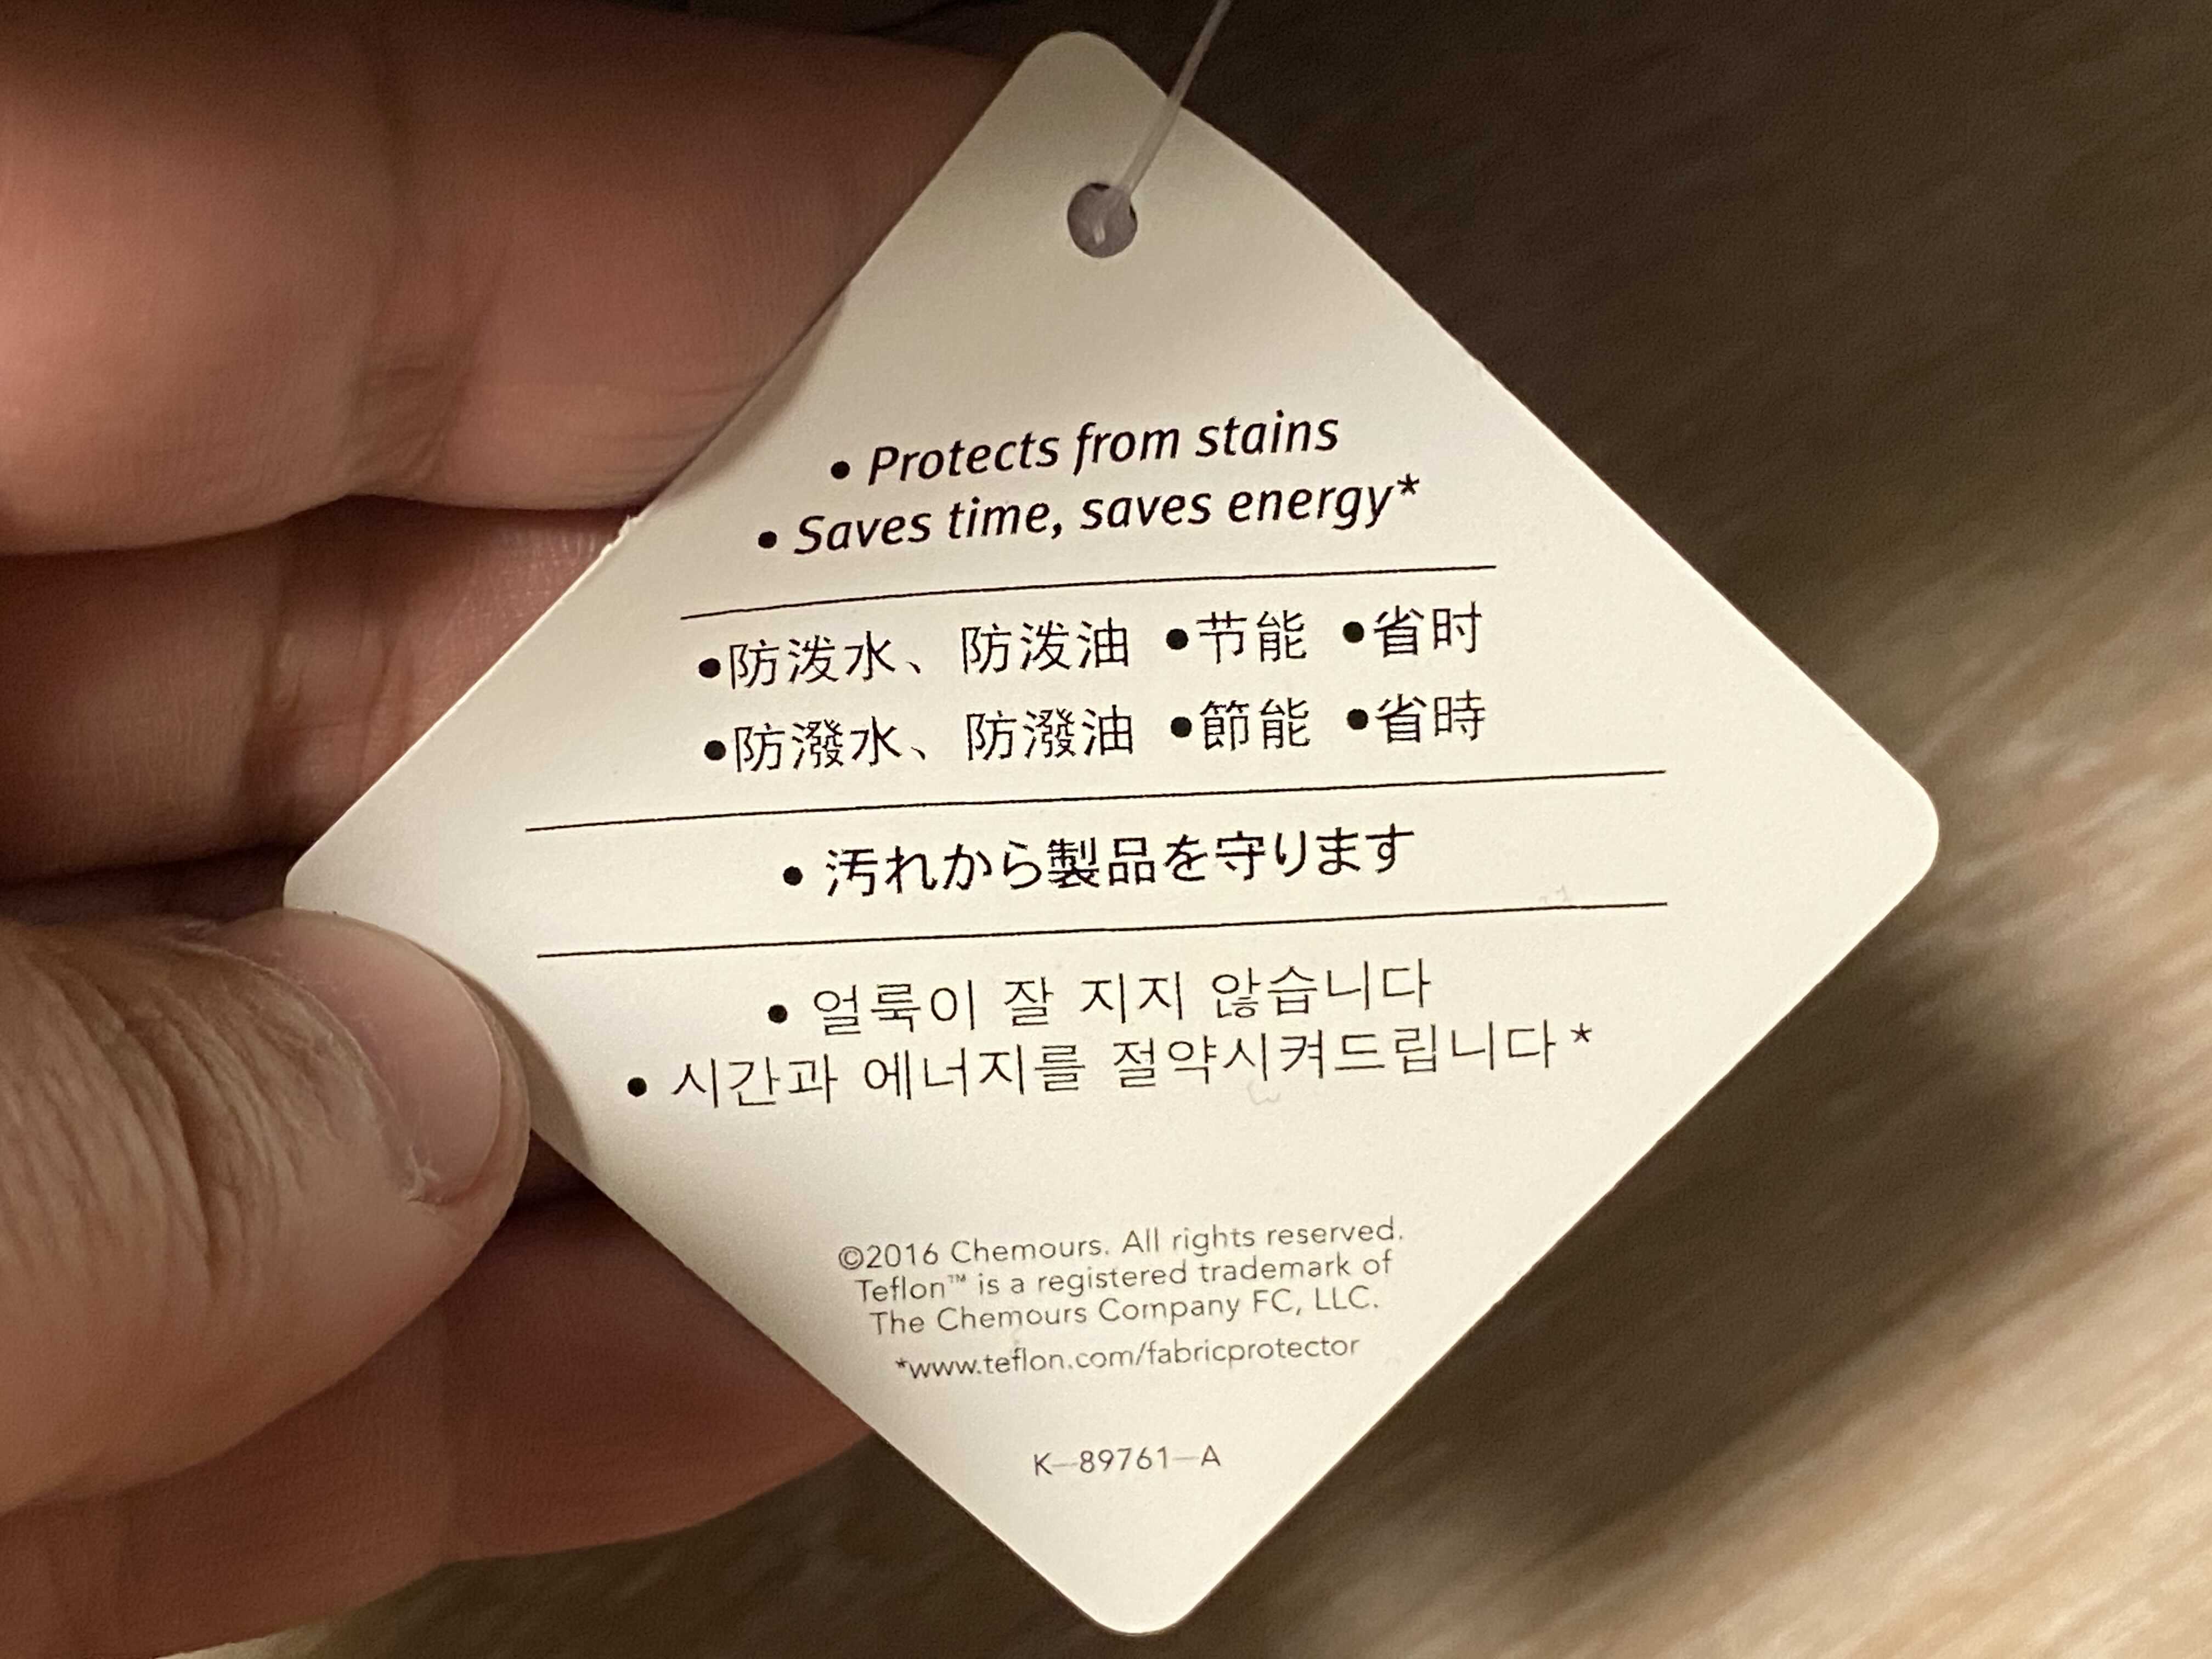 • Protects from stains
• Saves time, saves energy*
•防泼水、防泼油 •节能 •省时
•防潑水、防潑油 •節能 •省時
• 汚れから製品を守ります
• 얼룩이 잘 지지 않습니다
• 시간과 에너지를 절약시켜드립니다*
©2016 Chemours. All rights reserved.
Teflon™ is a registered trademark of
The Chemours Company FC, LLC.
*www.teflon.com/fabricprotector
K-89761-A